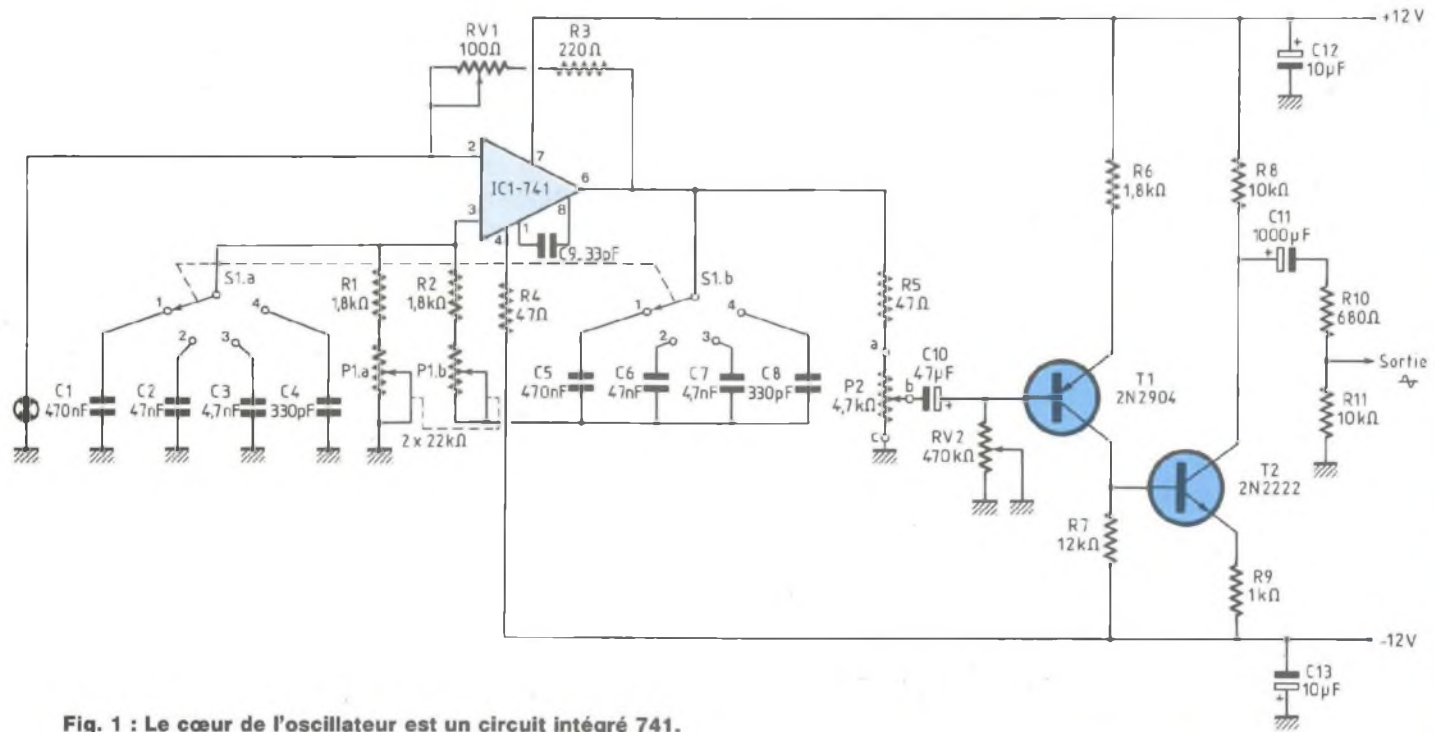 RV1
100Ω
R3
220Ω
+12V
C12
10µF
2
7
IC1-741
6
3
8
4
1
C9_33pF
R6
1,8kΩ
R8
10kΩ
C11
1000µF
S1.a
1
2
3
4
R1
1,8kΩ
R2
1,8kΩ
R4
47Ω
S1.b
1
2
3
4
R5
47Ω
R10
680Ω
Sortie
C1
470nF
C2
47nF
C3
4,7nF
C4
330pF
P1.a
P1.b
2 x 22kΩ
C5
470nF
C6
47nF
C7
4,7nF
C8
330pF
a
P2
4,7kΩ
b
c
C10
47µF
RV2
470kΩ
T1
2N2904
T2
2N2222
R11
10kΩ
R7
12kΩ
R9
1kΩ
-12V
C13
10µF
+
+
+
+
+
Fig. 1 : Le cœur de l'oscillateur est un circuit intégré 741.